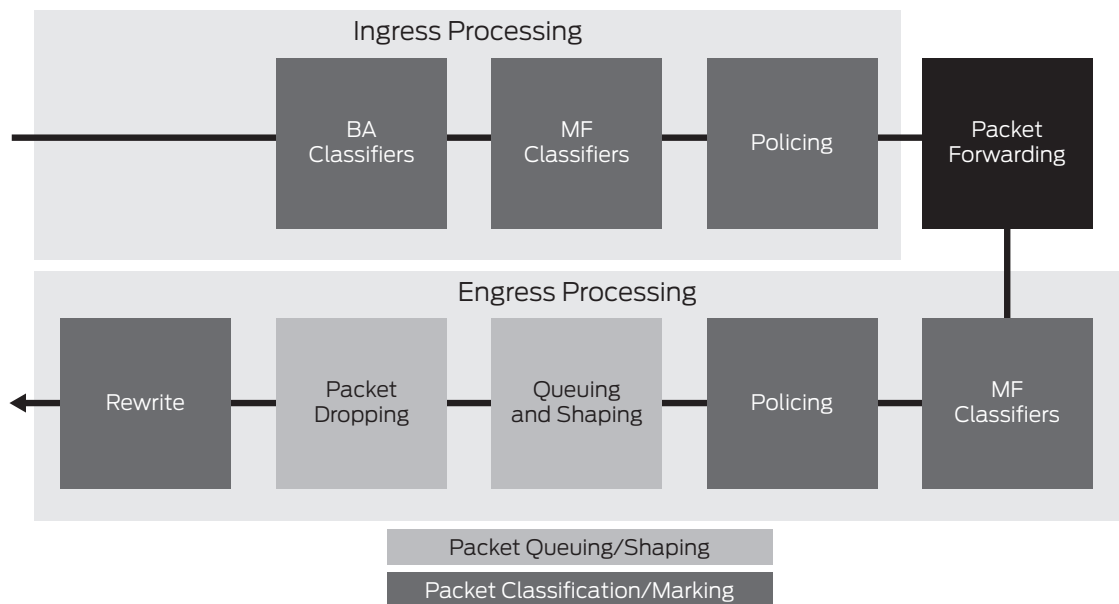 Ingress Processing
BA
Classifiers
MF
Classifiers
Policing
Packet
Forwarding
Engress Processing
Rewrite
Packet
Dropping
Queuing
and Shaping
Policing
MF
Classifiers
Packet Queuing/Shaping
Packet Classification/Marking